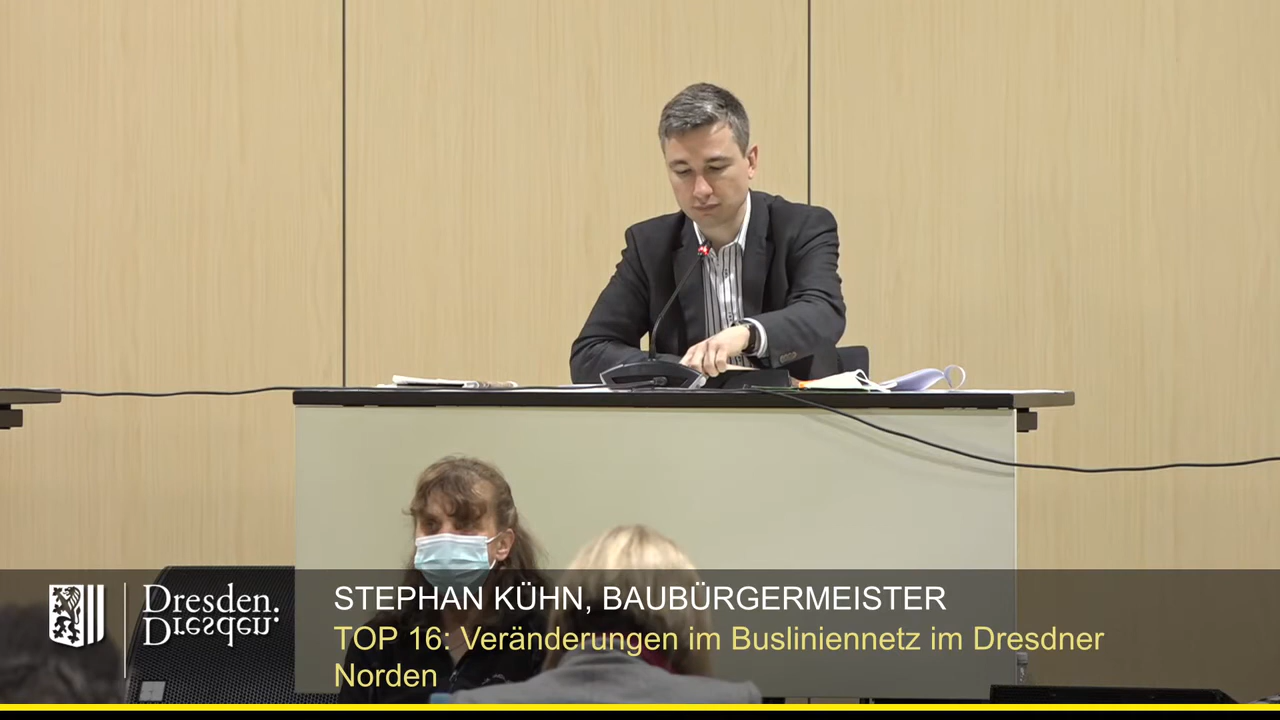 Dresden.
Dresden.
STEPHAN KÜHN, BAUBÜRGERMEISTER
TOP 16: Veränderungen im Busliniennetz im Dresdner
Norden